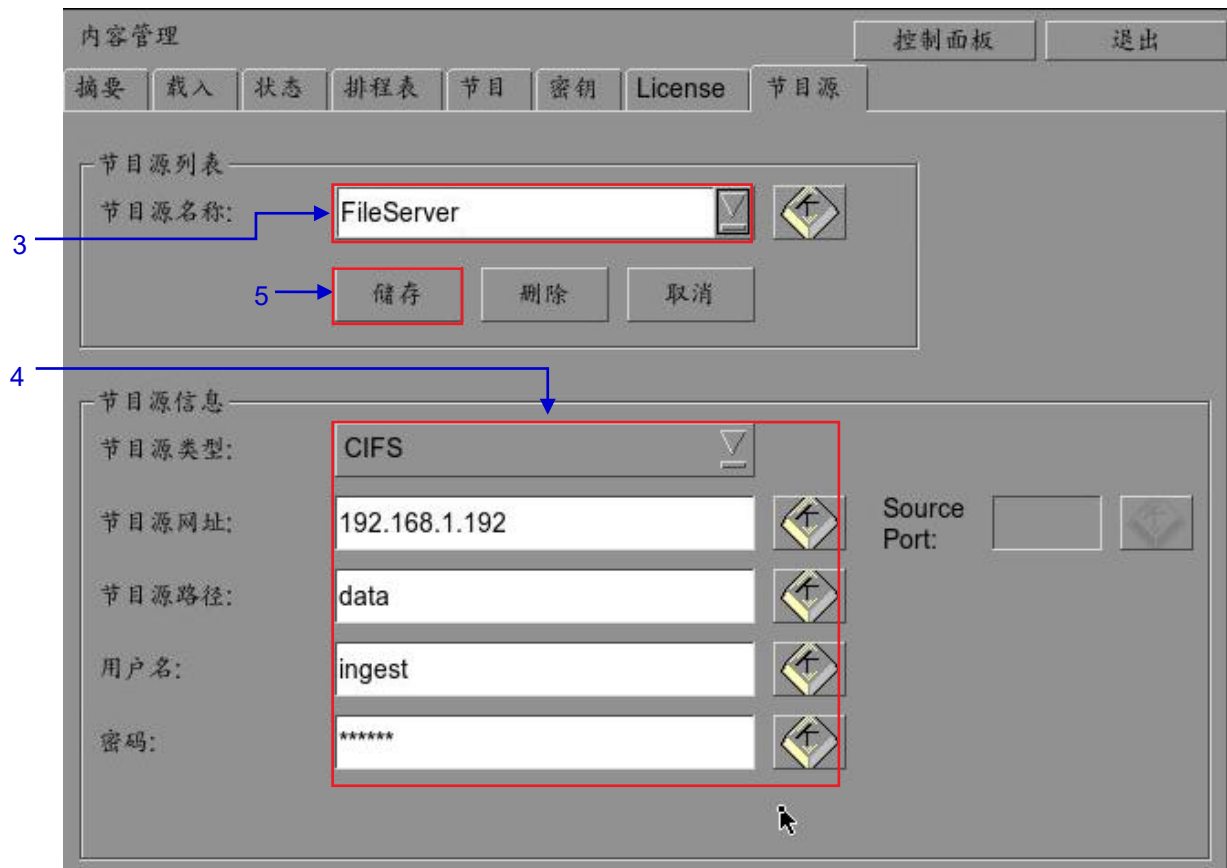 内容管理
控制面板
退出
摘要
载入
状态
排程表
节目
密钥
License
节目源
节目源列表
节目源名称:
FileServer
3
5
储存
删除
取消
4
节目源信息
节目源类型:
CIFS
节目源网址:
192.168.1.192
Source
Port:
节目源路径:
data
用户名:
ingest
密码:
******